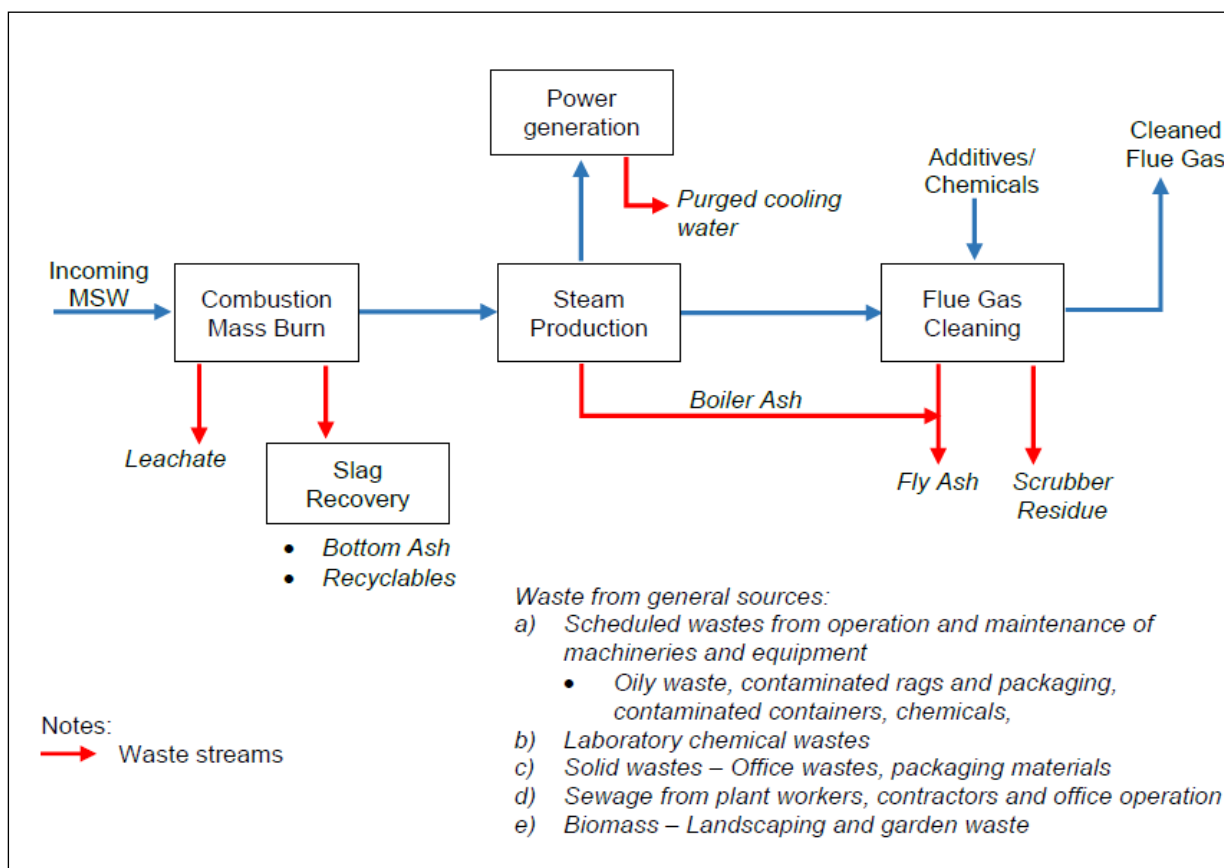 Power
generation
Cleaned
Flue Gas
Additives/
Chemicals
Purged cooling
water
Incoming
MSW
Combustion
Mass Burn
Steam
Production
Flue Gas
Cleaning
Boiler Ash
Leachate
Slag
Recovery
Fly Ash
Scrubber
Residue
• Bottom Ash
• Recyclables
Waste from general sources:
a) Scheduled wastes from operation and maintenance of
machineries and equipment
• Oily waste, contaminated rags and packaging,
contaminated containers, chemicals,
b) Laboratory chemical wastes
c) Solid wastes – Office wastes, packaging materials
d) Sewage from plant workers, contractors and office operation
e) Biomass – Landscaping and garden waste
Notes:
Waste streams